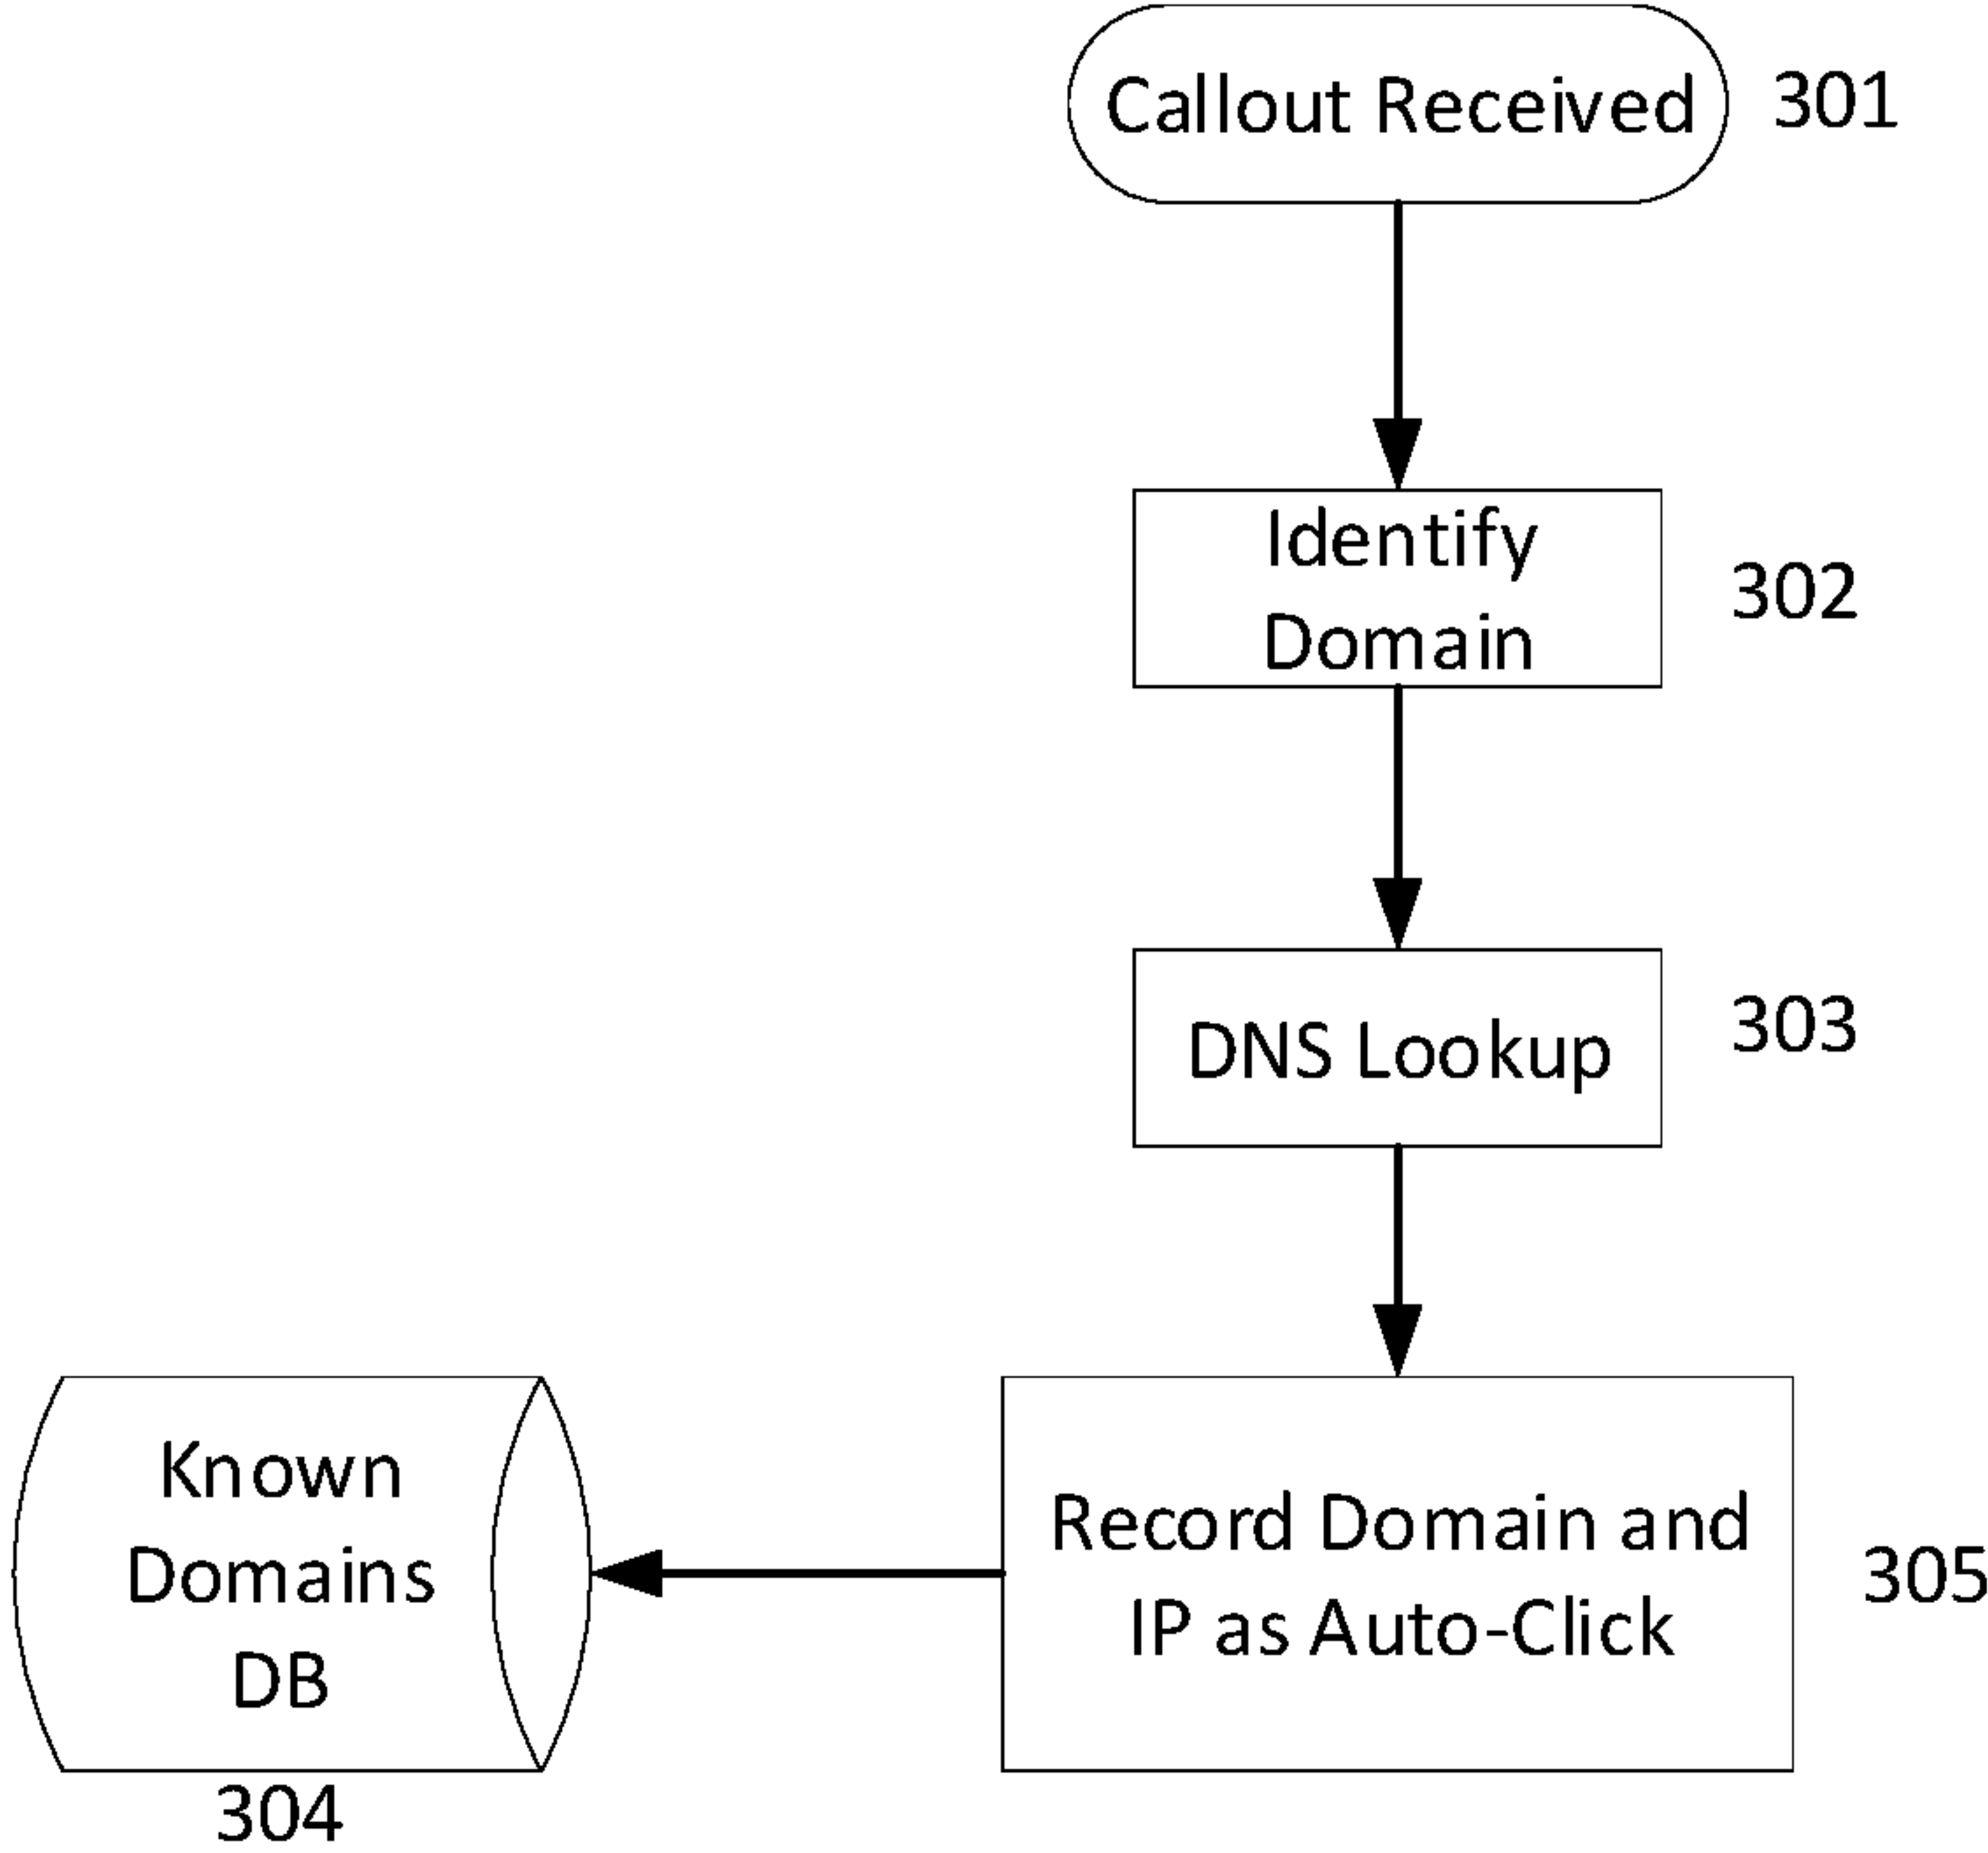 Callout Received
301
Identify
Domain
302
DNS Lookup
303
Known
Domains
DB
304
Record Domain and
IP as Auto-Click
305